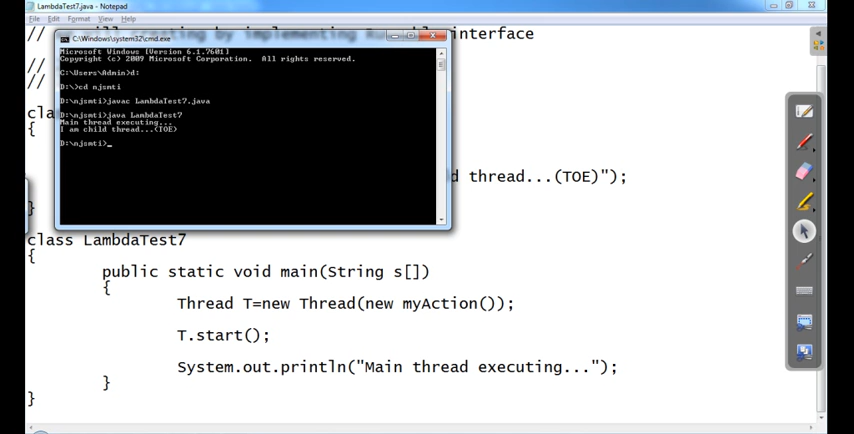 LambdaTest7.java - Notepad
File Edit Format View Help
// interface
C:\Windows\system32\cmd.exe
Microsoft Windows [Version 6.1.7601]
Copyright (c) 2009 Microsoft Corporation. All rights reserved.
C:\Users\Admin>d:
D:\>cd njsmti
D:\njsmti>javac LambdaTest7.java
D:\njsmti>java LambdaTest7
Main thread executing...
I am child thread...(TOE)
D:\njsmti>_
//
//
cla
{
d thread...(TOE)");
}
class LambdaTest7
{
public static void main(String s[])
{
Thread T=new Thread(new myAction());
T.start();
System.out.println("Main thread executing...");
}
}